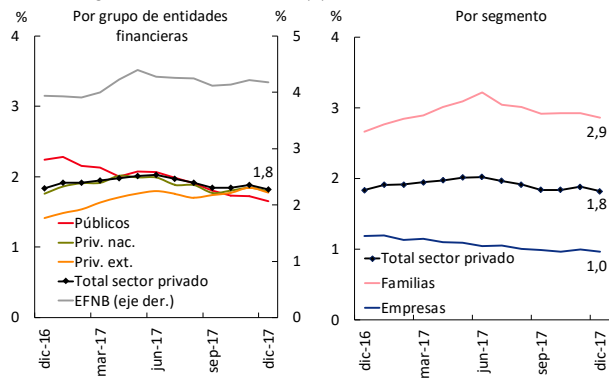 %
Por grupo de entidades
financieras
%
4
3
2
1
0
5
4
3
2
1
0
1,8
Públicos
Priv. nac.
Priv. ext.
Total sector privado
EFNB (eje der.)
dic-16
mar-17
jun-17
sep-17
dic-17
%
Por segmento
4
3
2
1
0
2,9
1,8
1,0
Total sector privado
Familias
Empresas
dic-16
mar-17
jun-17
sep-17
dic-17